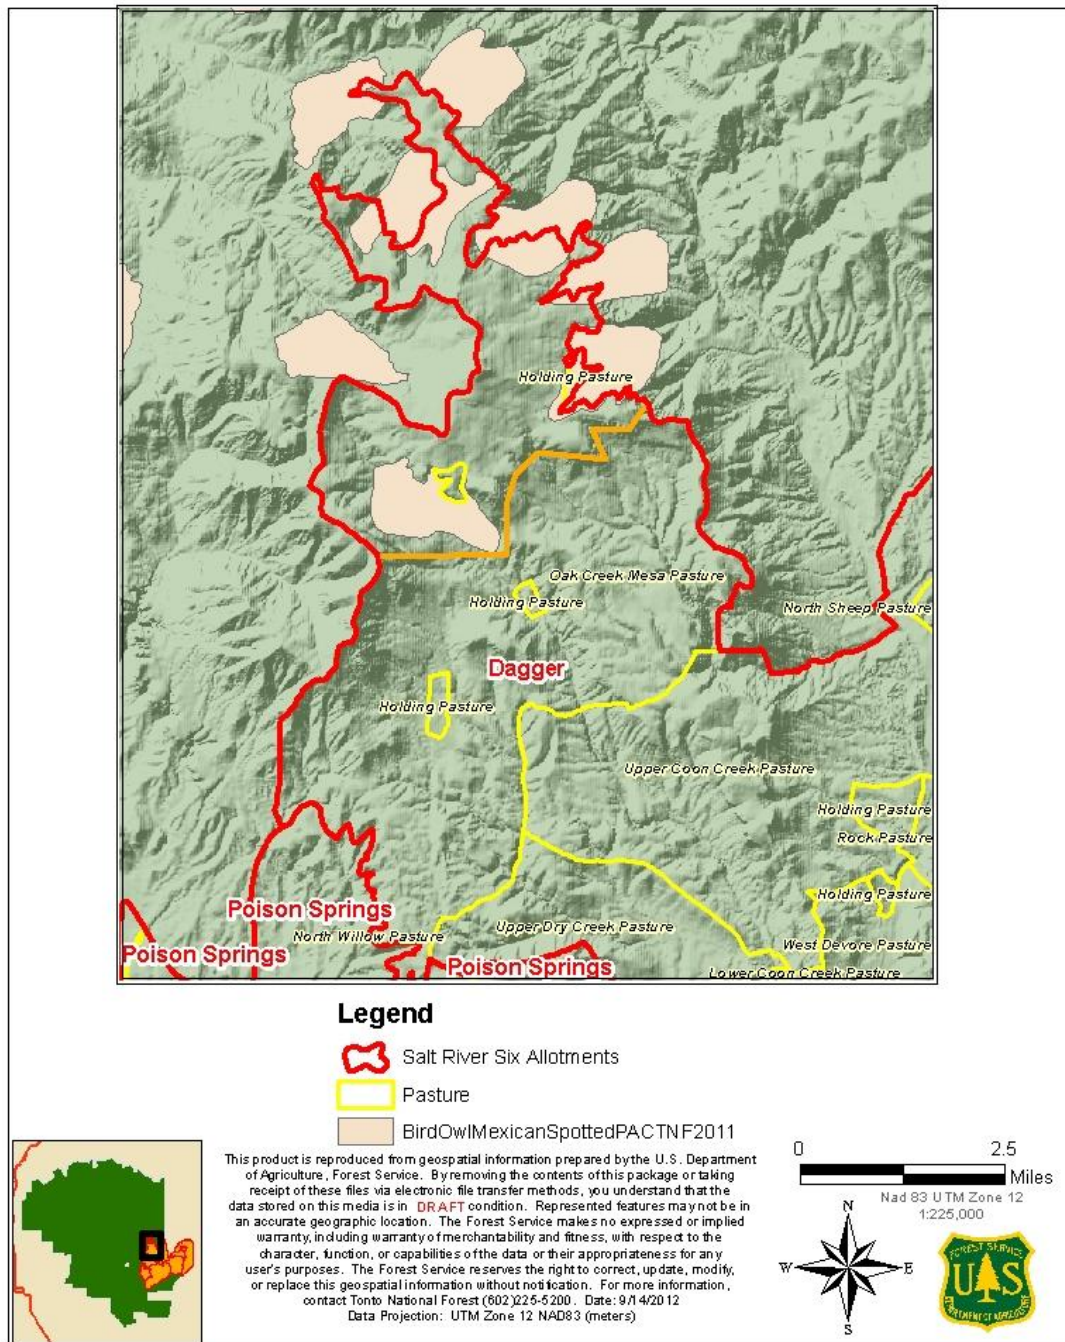 Holding Pasture
Oak Creek Mesa Pasture
Holding Pasture
North Sheep Pasture
Dagger
Holding Pasture
Upper Coon Creek Pasture
Holding Pasture
Rock Pasture
Holding Pasture
Poison Springs
Upper Dry Creek Pasture
North Willow Pasture
West Devore Pasture
Poison Springs
Poison Springs
Lower Coon Creek Pasture
Legend
Salt River Six Allotments
Pasture
BirdOwlMexicanSpottedPACTNF2011
This product is reproduced from geospatial information prepared by the U.S. Department
of Agriculture, Forest Service. By removing the contents of this package or taking
receipt of these files via electronic file transfer methods, you understand that the
data stored on this media is in DRAFT condition. Represented features may not be in
an accurate geographic location. The Forest Service makes no expressed or implied
warranty, including warranty of merchantability and fitness, with respect to the
character, function, or capabilities of the data or their appropriateness for any
user's purposes. The Forest Service reserves the right to correct, update, modify,
or replace this geospatial information without notification. For more information,
contact Tonto National Forest (602)225-5200. Date: 9/14/2012
Data Projection: UTM Zone 12 NAD83 (meters)
0 2.5
Miles
Nad 83 UTM Zone 12
1:225,000
N
W E
S
FOREST SERVICE
U S
DEPARTMENT OF AGRICULTURE